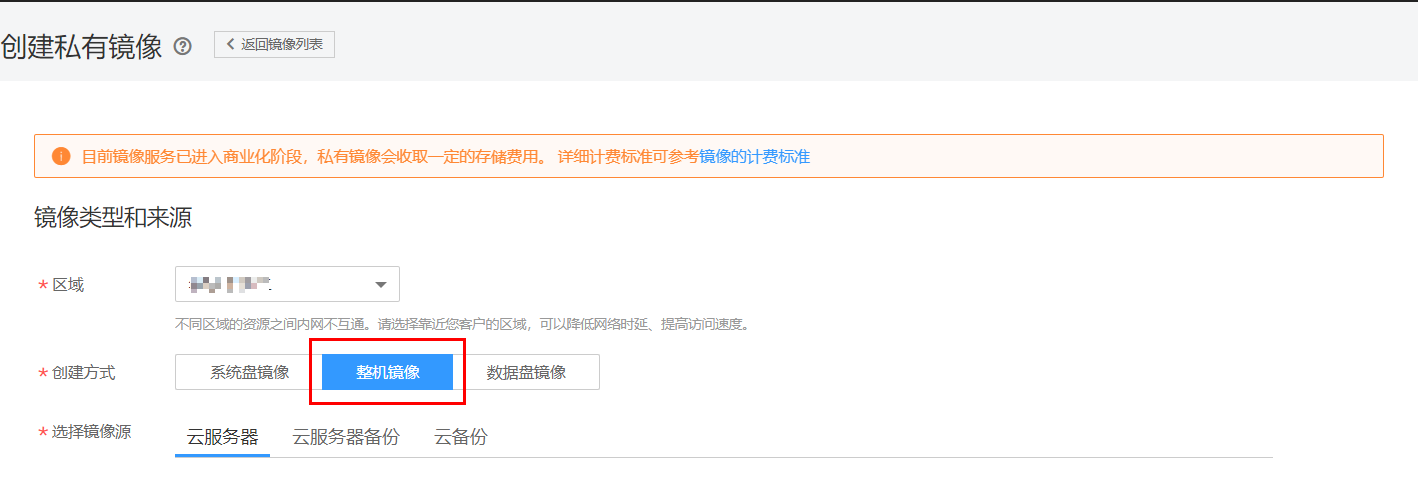 创建私有镜像 ? 返回镜像列表
目前镜像服务已进入商业化阶段，私有镜像会收取一定的存储费用。 详细计费标准可参考镜像的计费标准
镜像类型和来源
* 区域
不同区域的资源之间内网不互通。请选择靠近您客户的区域，可以降低网络时延、提高访问速度。
* 创建方式 系统盘镜像 整机镜像 数据盘镜像
* 选择镜像源 云服务器 云服务器备份 云备份